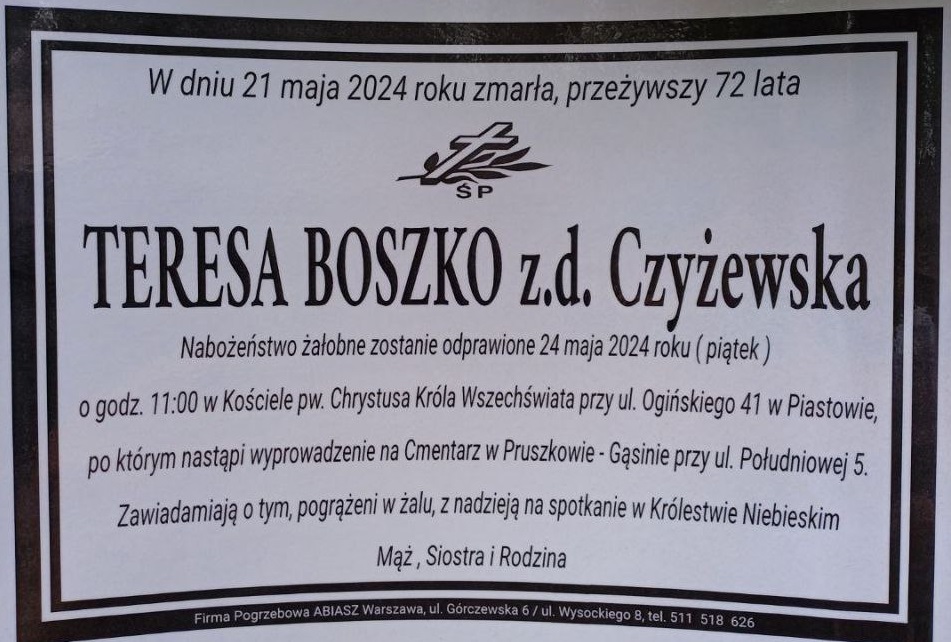 W dniu 21 maja 2024 roku zmarła, przeżywszy 72 lata
ŚP
TERESA BOSZKO z.d. Czyżewska
Nabożeństwo żałobne zostanie odprawione 24 maja 2024 roku ( piątek )
o godz. 11:00 w Kościele pw. Chrystusa Króla Wszechświata przy ul. Ogińskiego 41 w Piastowie,
po którym nastąpi wyprowadzenie na Cmentarz w Pruszkowie - Gąsinie przy ul. Południowej 5.
Zawiadamiają o tym, pogrążeni w żalu, z nadzieją na spotkanie w Królestwie Niebieskim
Mąż , Siostra i Rodzina
Firma Pogrzebowa ABIASZ Warszawa, ul. Górczewska 6 / ul. Wysockiego 8, tel. 511 518 626